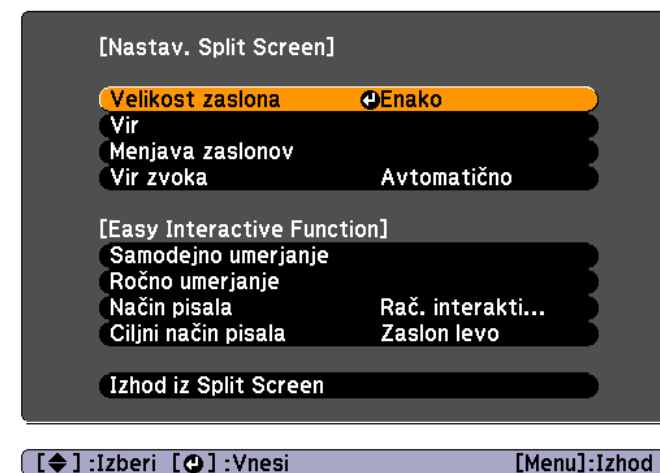 [Nastav. Split Screen]
Velikost zaslona Enako
Vir
Menjava zaslonov
Vir zvoka Avtomatično
[Easy Interactive Function]
Samodejno umerjanje
Ročno umerjanje
Način pisala Rač. interakti...
Ciljni način pisala Zaslon levo
Izhod iz Split Screen
[◆] :Izberi [⏎] :Vnesi [Menu]:Izhod